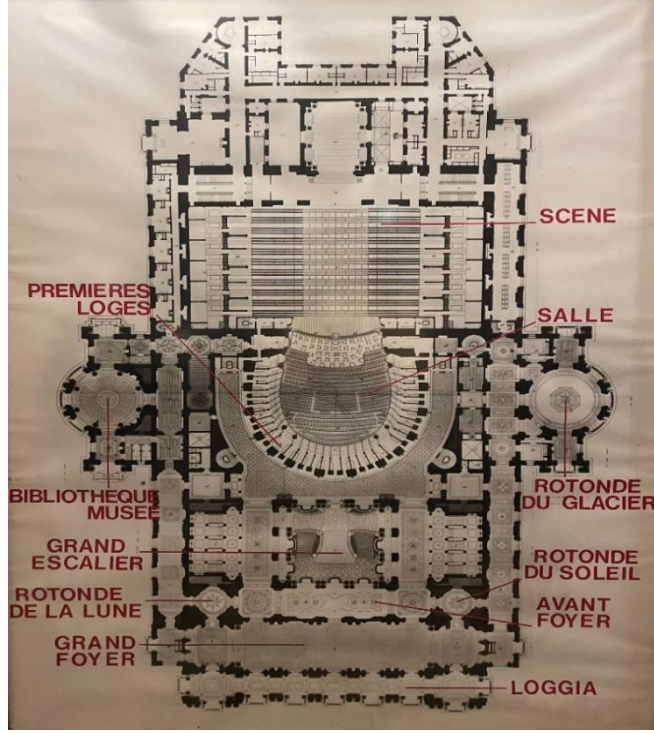 SCENE
PREMIERES
LOGES
SALLE
BIBLIOTHEQUE
MUSEE
ROTONDE
DU GLACIER
GRAND
ESCALIER
ROTONDE
DU SOLEIL
ROTONDE
DE LA LUNE
AVANT
FOYER
GRAND
FOYER
LOGGIA